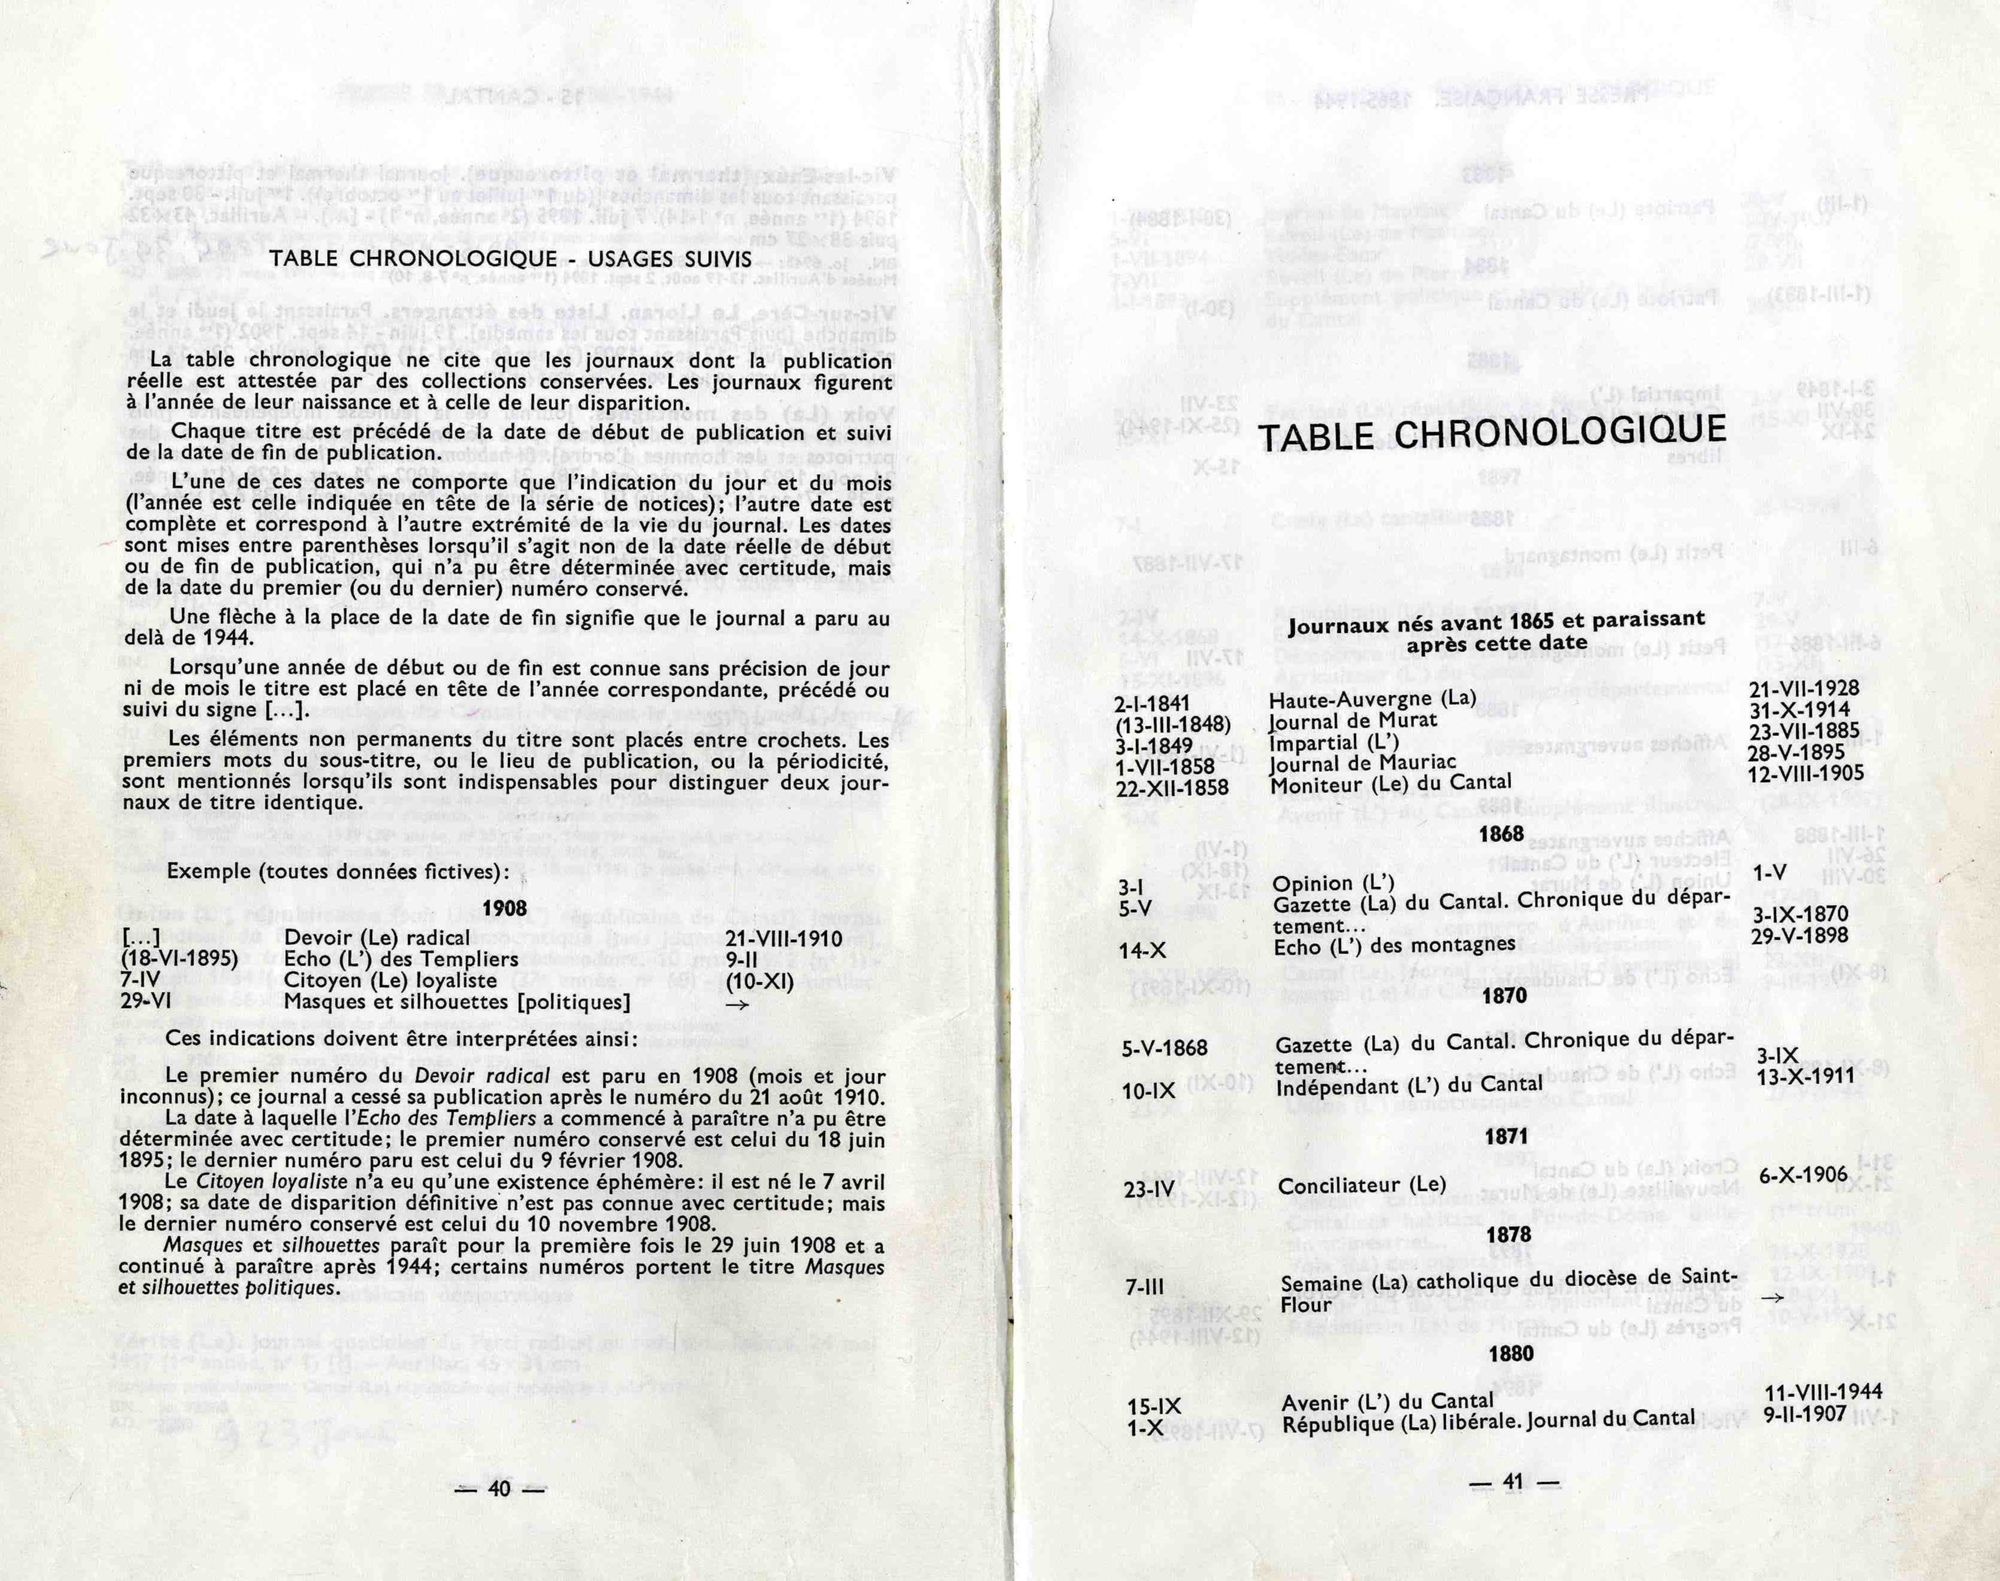 TABLE CHRONOLOGIQUE - USAGES SUIVIS
La table chronologique ne cite que les journaux dont la publication
réelle est attestée par des collections conservées. Les journaux figurent
à l'année de leur naissance et à celle de leur disparition.
Chaque titre est précédé de la date de début de publication et suivi
de la date de fin de publication.
L'une de ces dates ne comporte que l'indication du jour et du mois
(l'année est celle indiquée en tête de la série de notices); l'autre date est
complète et correspond à l'autre extrémité de la vie du journal. Les dates
sont mises entre parenthèses lorsqu'il s'agit non de la date réelle de début
ou de fin de publication, qui n'a pu être déterminée avec certitude, mais
de la date du premier (ou du dernier) numéro conservé.
Une flèche à la place de la date de fin signifie que le journal a paru au
delà de 1944.
Lorsqu'une année de début ou de fin est connue sans précision de jour
ni de mois le titre est placé en tête de l'année correspondante, précédé ou
suivi du signe [...].
Les éléments non permanents du titre sont placés entre crochets. Les
premiers mots du sous-titre, ou le lieu de publication, ou la périodicité,
sont mentionnés lorsqu'ils sont indispensables pour distinguer deux jour-
naux de titre identique.
Exemple (toutes données fictives):
1908
[...] Devoir (Le) radical 21-VIII-1910
(18-VI-1895) Echo (L') des Templiers 9-II
7-IV Citoyen (Le) loyaliste (10-XI)
29-VI Masques et silhouettes [politiques] →
Ces indications doivent être interprétées ainsi:
Le premier numéro du Devoir radical est paru en 1908 (mois et jour
inconnus); ce journal a cessé sa publication après le numéro du 21 août 1910.
La date à laquelle l'Echo des Templiers a commencé à paraître n'a pu être
déterminée avec certitude; le premier numéro conservé est celui du 18 juin
1895; le dernier numéro paru est celui du 9 février 1908.
Le Citoyen loyaliste n'a eu qu'une existence éphémère: il est né le 7 avril
1908; sa date de disparition définitive n'est pas connue avec certitude; mais
le dernier numéro conservé est celui du 10 novembre 1908.
Masques et silhouettes paraît pour la première fois le 29 juin 1908 et a
continué à paraître après 1944; certains numéros portent le titre Masques
et silhouettes politiques.
— 40 —
TABLE CHRONOLOGIQUE
Journaux nés avant 1865 et paraissant
après cette date
2-I-1841 Haute-Auvergne (La) 21-VII-1928
(13-III-1848) Journal de Murat 31-X-1914
3-I-1849 Impartial (L') 23-VII-1885
1-VII-1858 Journal de Mauriac 28-V-1895
22-XII-1858 Moniteur (Le) du Cantal 12-VIII-1905
1868
3-I Opinion (L') 1-V
5-V Gazette (La) du Cantal. Chronique du dépar-
tement... 3-IX-1870
14-X Echo (L') des montagnes 29-V-1898
1870
5-V-1868 Gazette (La) du Cantal. Chronique du dépar-
tement... 3-IX
10-IX Indépendant (L') du Cantal 13-X-1911
1871
23-IV Conciliateur (Le) 6-X-1906
1878
7-III Semaine (La) catholique du diocèse de Saint-
Flour →
1880
15-IX Avenir (L') du Cantal 11-VIII-1944
1-X République (La) libérale. Journal du Cantal 9-II-1907
— 41 —